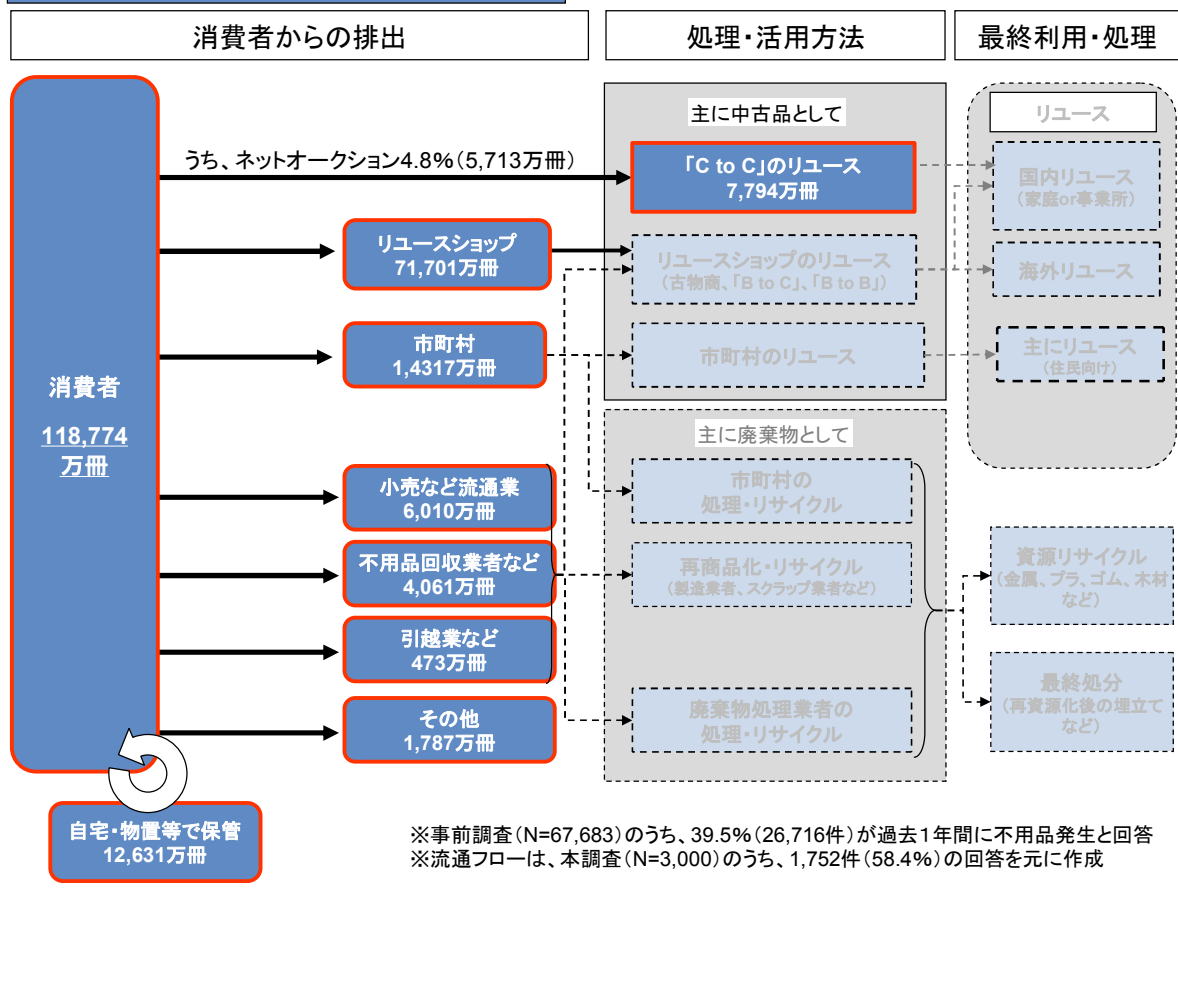 消費者からの排出
処理・活用方法
最終利用・処理
消費者
118,774
万冊
うち、ネットオークション4.8%(5,713万冊)
リユースショップ
71,701万冊
市町村
1,4317万冊
小売など流通業
6,010万冊
不用品回収業者など
4,061万冊
引越業など
473万冊
その他
1,787万冊
自宅・物置等で保管
12,631万冊
主に中古品として
「C to C」のリユース
7,794万冊
リユースショップのリユース
(古物商、「B to C」、「B to B」)
市町村のリユース
主に廃棄物として
市町村の
処理・リサイクル
再商品化・リサイクル
(製造業者、スクラップ業者など)
廃棄物処理業者の
処理・リサイクル
リユース
国内リユース
(家庭or事業所)
海外リユース
主にリユース
(住民向け)
資源リサイクル
(金属、プラ、ゴム、木材
など)
最終処分
(再資源化後の埋立て
など)
※事前調査(N=67,683)のうち、39.5%(26,716件)が過去1年間に不用品発生と回答
※流通フローは、本調査(N=3,000)のうち、1,752件(58.4%)の回答を元に作成